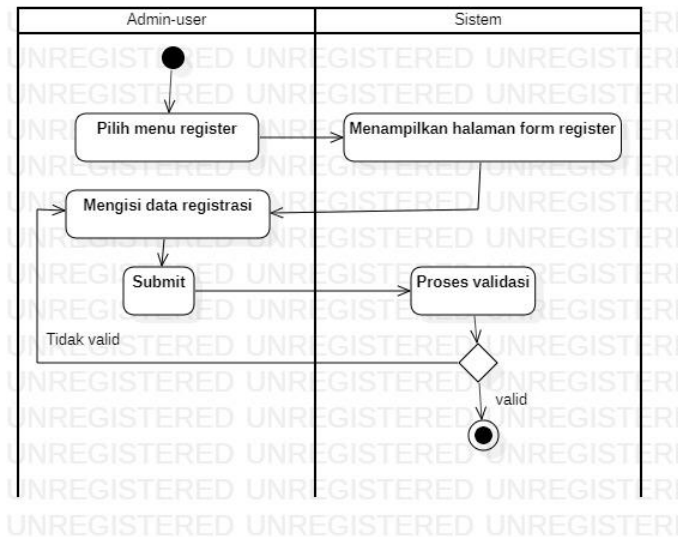 Admin-user
Sistem
Pilih menu register
Menampilkan halaman form register
Mengisi data registrasi
Submit
Proses validasi
Tidak valid
valid
UNREGISTERED UNREGISTERED